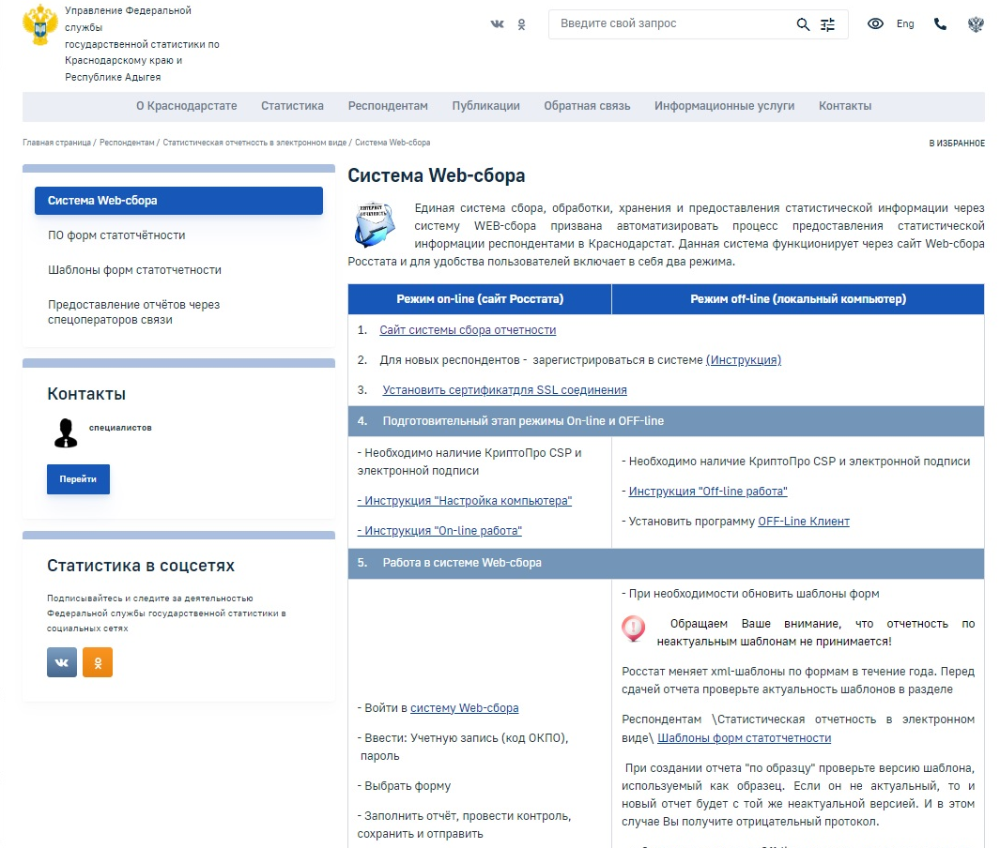 Управление Федеральной
службы
государственной статистики по
Краснодарскому краю и
Республике Адыгея
Введите свой запрос
Eng
О Краснодарстате
Статистика
Респондентам
Публикации
Обратная связь
Информационные услуги
Контакты
Главная страница / Респондентам / Статистическая отчетность в электронном виде / Система Web-сбора
В ИЗБРАННОЕ
Система Web-сбора
ПО форм статотчётности
Шаблоны форм статотчетности
Предоставление отчётов через
спецоператоров связи
Контакты
специалистов
Перейти
Статистика в соцсетях
Подписывайтесь и следите за деятельностью
Федеральной службы государственной статистики в
социальных сетях
Система Web-сбора
ИНТЕРНЕТ
ОТЧЕТНОСТЬ
Единая система сбора, обработки, хранения и предоставления статистической информации через
систему WEB-сбора призвана автоматизировать процесс предоставления статистической
информации респондентами в Краснодарстат. Данная система функционирует через сайт Web-сбора
Росстата и для удобства пользователей включает в себя два режима.
Режим on-line (сайт Росстата)
Режим off-line (локальный компьютер)
1. Сайт системы сбора отчетности
2. Для новых респондентов - зарегистрироваться в системе (Инструкция)
3. Установить сертификатдля SSL соединения
4. Подготовительный этап режимы On-line и OFF-line
- Необходимо наличие КриптоПро CSP и
электронной подписи
- Инструкция "Настройка компьютера"
- Инструкция "On-line работа"
- Необходимо наличие КриптоПро CSP и электронной подписи
- Инструкция "Off-line работа"
- Установить программу OFF-Line Клиент
5. Работа в системе Web-сбора
- Войти в систему Web-сбора
- Ввести: Учетную запись (код ОКПО),
пароль
- Выбрать форму
- Заполнить отчёт, провести контроль,
сохранить и отправить
- При необходимости обновить шаблоны форм
Обращаем Ваше внимание, что отчетность по
неактуальным шаблонам не принимается!
Росстат меняет xml-шаблоны по формам в течение года. Перед
сдачей отчета проверьте актуальность шаблонов в разделе
Респондентам \Статистическая отчетность в электронном
виде\ Шаблоны форм статотчетности
При создании отчета "по образцу" проверьте версию шаблона,
используемый как образец. Если он не актуальный, то и
новый отчет будет с той же неактуальной версией. И в этом
случае Вы получите отрицательный протокол.